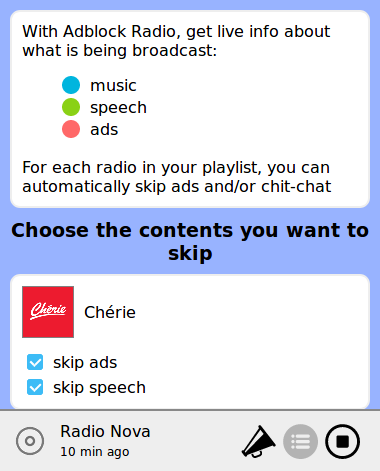 With Adblock Radio, get live info about
what is being broadcast:
music
speech
ads
For each radio in your playlist, you can
automatically skip ads and/or chit-chat
Choose the contents you want to
skip
Chérie
Chérie
skip ads
skip speech
Radio Nova
10 min ago